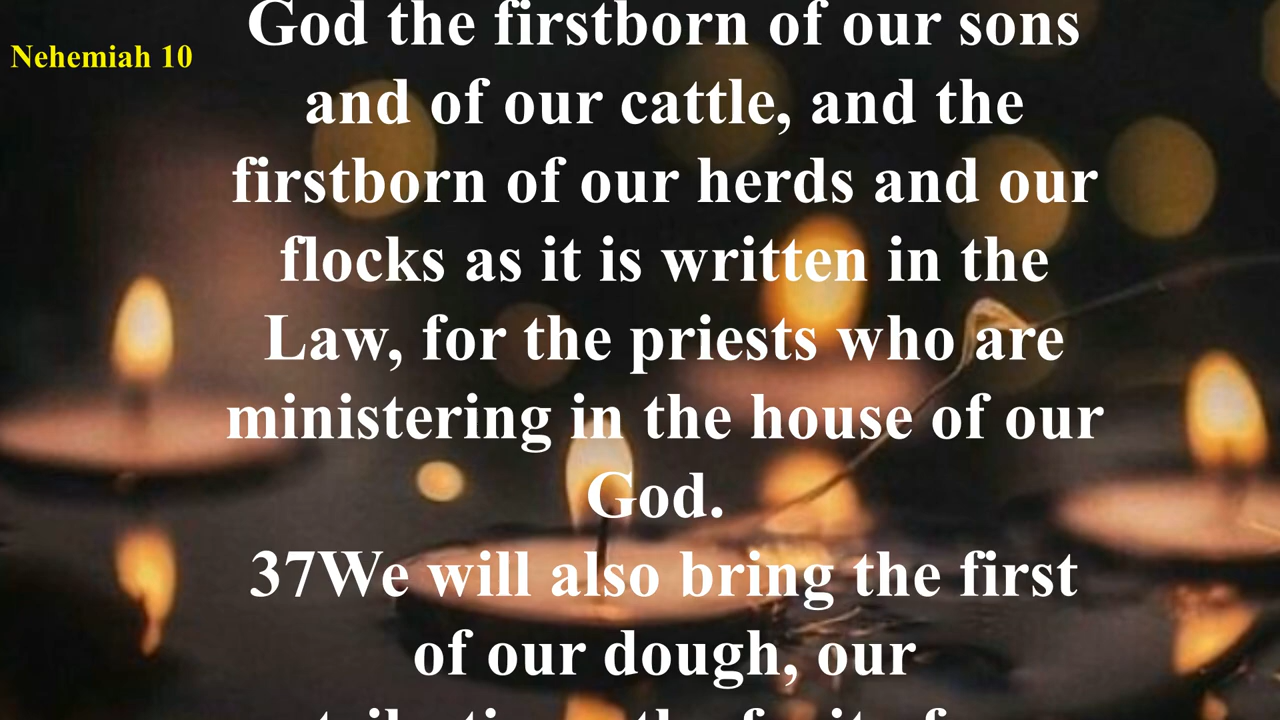 Nehemiah 10
God the firstborn of our sons
and of our cattle, and the
firstborn of our herds and our
flocks as it is written in the
Law, for the priests who are
ministering in the house of our
God.
37We will also bring the first
of our dough, our